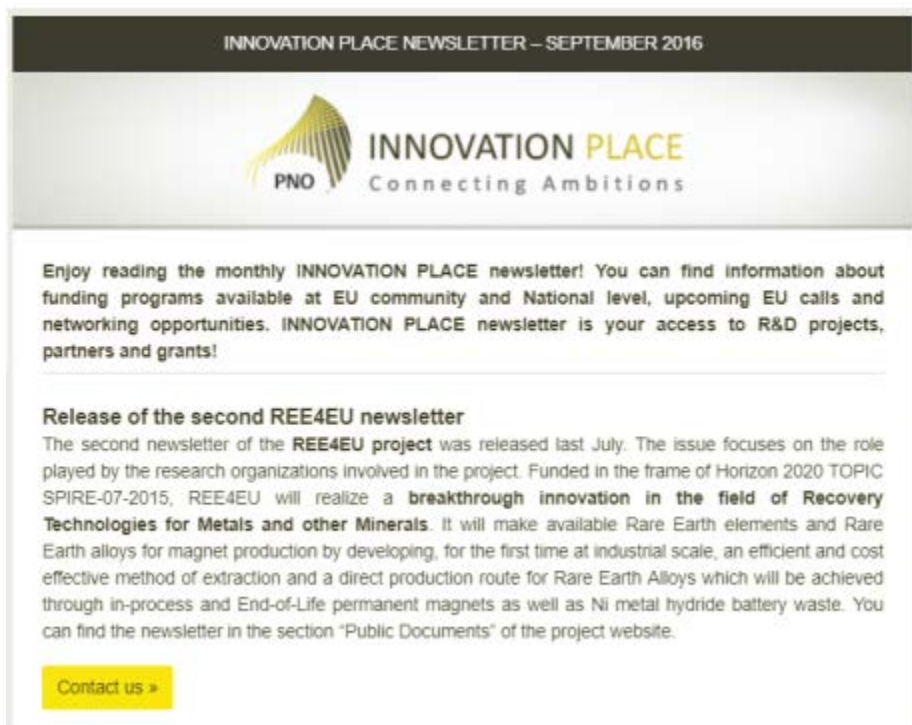 INNOVATION PLACE NEWSLETTER – SEPTEMBER 2016
PNO
INNOVATION PLACE
Connecting Ambitions
Enjoy reading the monthly INNOVATION PLACE newsletter! You can find information about
funding programs available at EU community and National level, upcoming EU calls and
networking opportunities. INNOVATION PLACE newsletter is your access to R&D projects,
partners and grants!
Release of the second REE4EU newsletter
The second newsletter of the REE4EU project was released last July. The issue focuses on the role
played by the research organizations involved in the project. Funded in the frame of Horizon 2020 TOPIC
SPIRE-07-2015, REE4EU will realize a breakthrough innovation in the field of Recovery
Technologies for Metals and other Minerals. It will make available Rare Earth elements and Rare
Earth alloys for magnet production by developing, for the first time at industrial scale, an efficient and cost
effective method of extraction and a direct production route for Rare Earth Alloys which will be achieved
through in-process and End-of-Life permanent magnets as well as Ni metal hydride battery waste. You
can find the newsletter in the section “Public Documents” of the project website.
Contact us »